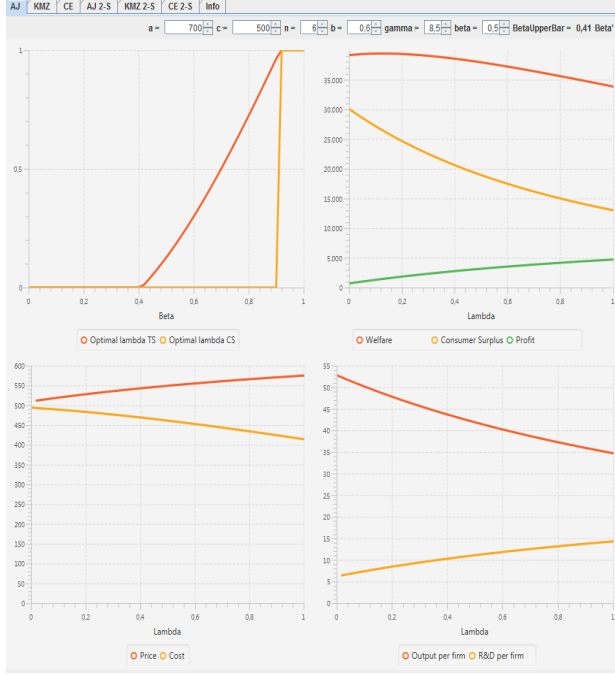 AJ KMZ CE AJ 2-S KMZ 2-S CE 2-S Info
a = 700 c = 500 n = 6 b = 0,6 gamma = 8,5 beta = 0,5 BetaUpperBar = 0,41 Beta'
1
0,5
0
0 0,2 0,4 0,6 0,8 1
Beta
Optimal lambda TS Optimal lambda CS
35.000
30.000
25.000
20.000
15.000
10.000
5.000
0
0 0,2 0,4 0,6 0,8 1
Lambda
Welfare Consumer Surplus Profit
600
550
500
450
400
350
300
250
200
150
100
50
0
0 0,2 0,4 0,6 0,8 1
Lambda
Price Cost
55
50
45
40
35
30
25
20
15
10
5
0
0 0,2 0,4 0,6 0,8 1
Lambda
Output per firm R&D per firm